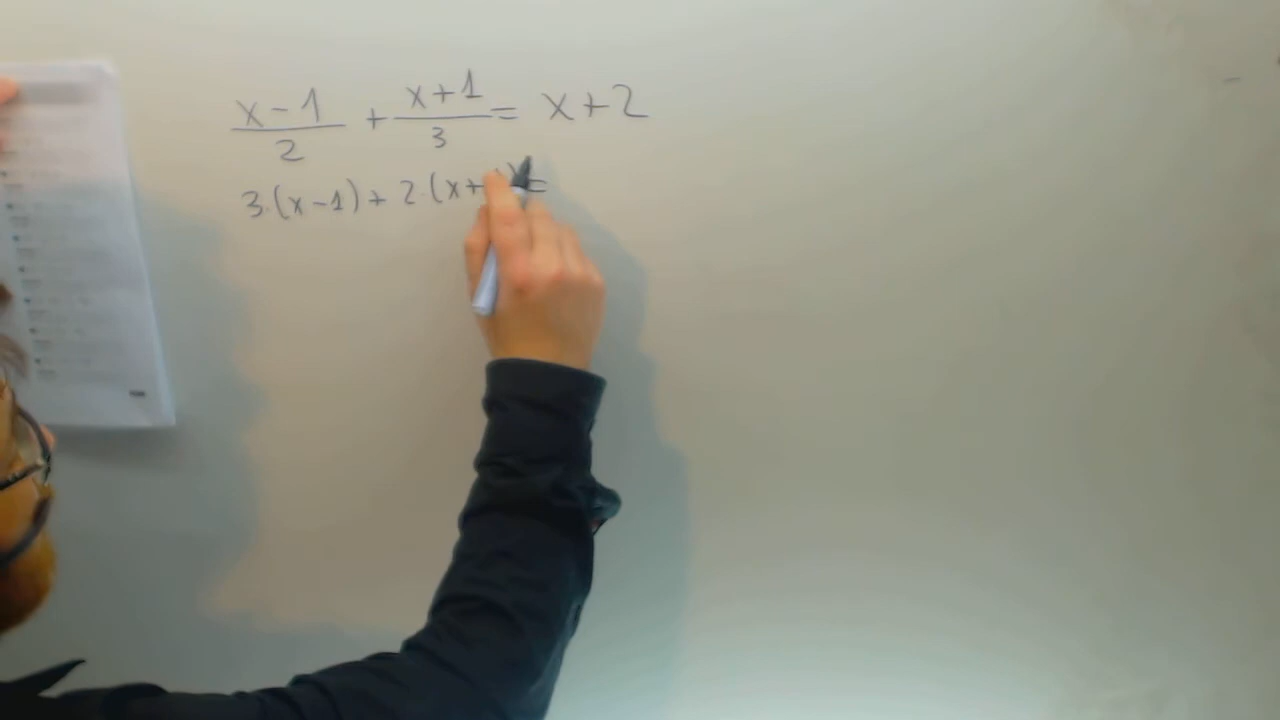 x-1/2 + x+1/3 = x+2
3·(x-1) + 2·(x+ ) =